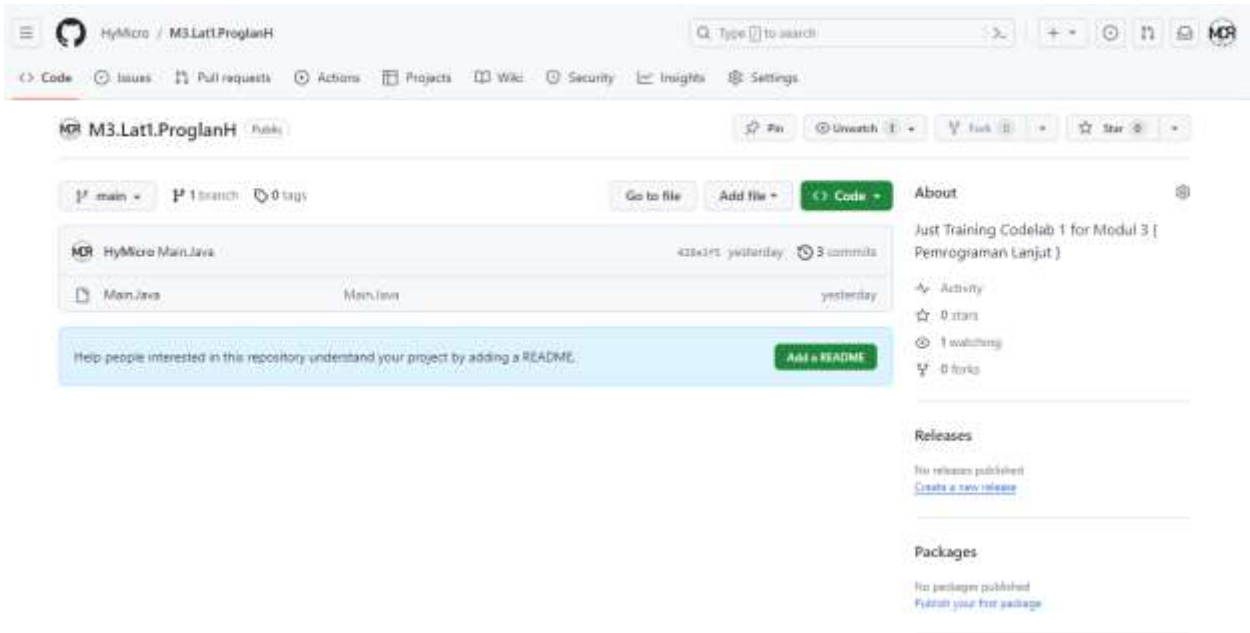 HyMicro / M3.Lat1.ProglanH
Type / to search
Code Issues Pull requests Actions Projects Wiki Security Insights Settings
MDR M3.Lat1.ProglanH Public
Pin Unwatch 1 Fork 0 Star 0
main 1 branch 0 tags
Go to file Add file Code
MDR HyMicro Main.Java
yesterday 3 commits
Main.Java Main.Java yesterday
Help people interested in this repository understand your project by adding a README.
Add a README
About
Just Training Codelab 1 for Modul 3 {
Pemrograman Lanjut }
Activity
0 stars
1 watching
0 forks
Releases
No releases published
Create a new release
Packages
No packages published
Publish your first package